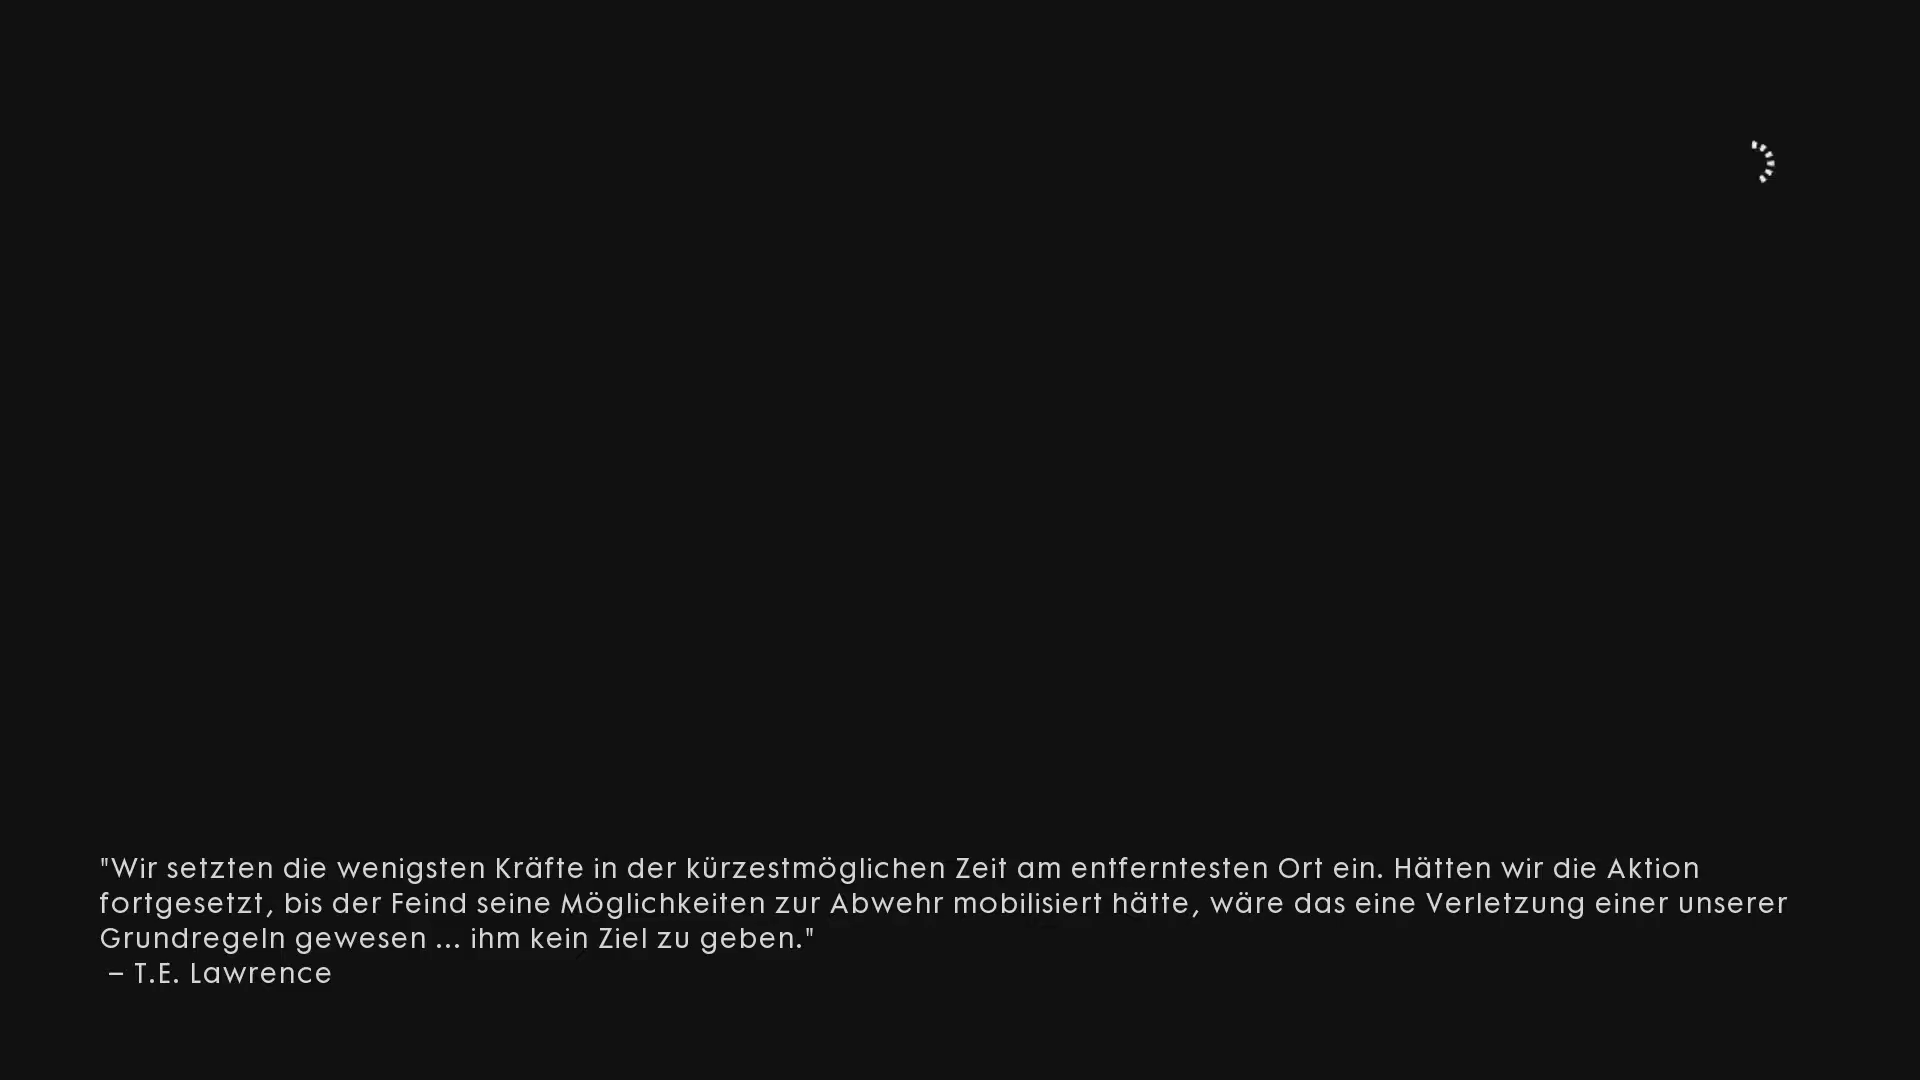 "Wir setzten die wenigsten Kräfte in der kürzestmöglichen Zeit am entferntesten Ort ein. Hätten wir die Aktion
fortgesetzt, bis der Feind seine Möglichkeiten zur Abwehr mobilisiert hätte, wäre das eine Verletzung einer unserer
Grundregeln gewesen ... ihm kein Ziel zu geben."
– T.E. Lawrence